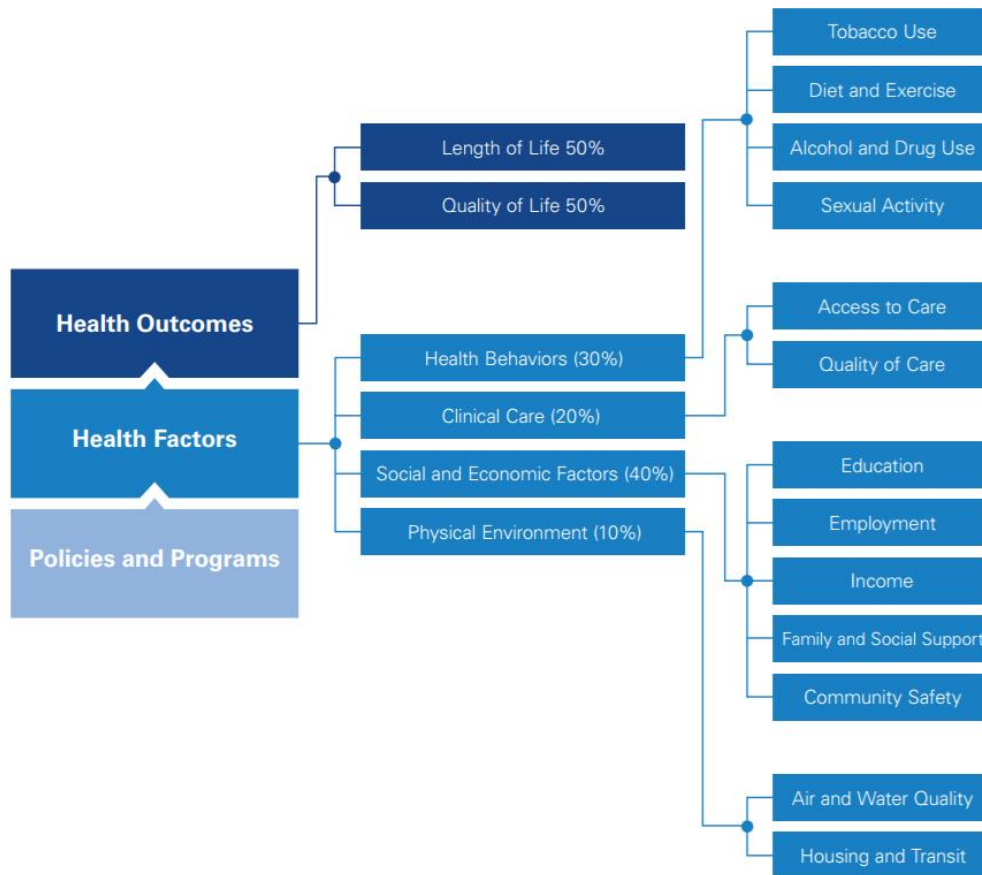 Health Outcomes
Health Factors
Policies and Programs
Length of Life 50%
Quality of Life 50%
Health Behaviors (30%)
Clinical Care (20%)
Social and Economic Factors (40%)
Physical Environment (10%)
Tobacco Use
Diet and Exercise
Alcohol and Drug Use
Sexual Activity
Access to Care
Quality of Care
Education
Employment
Income
Family and Social Support
Community Safety
Air and Water Quality
Housing and Transit